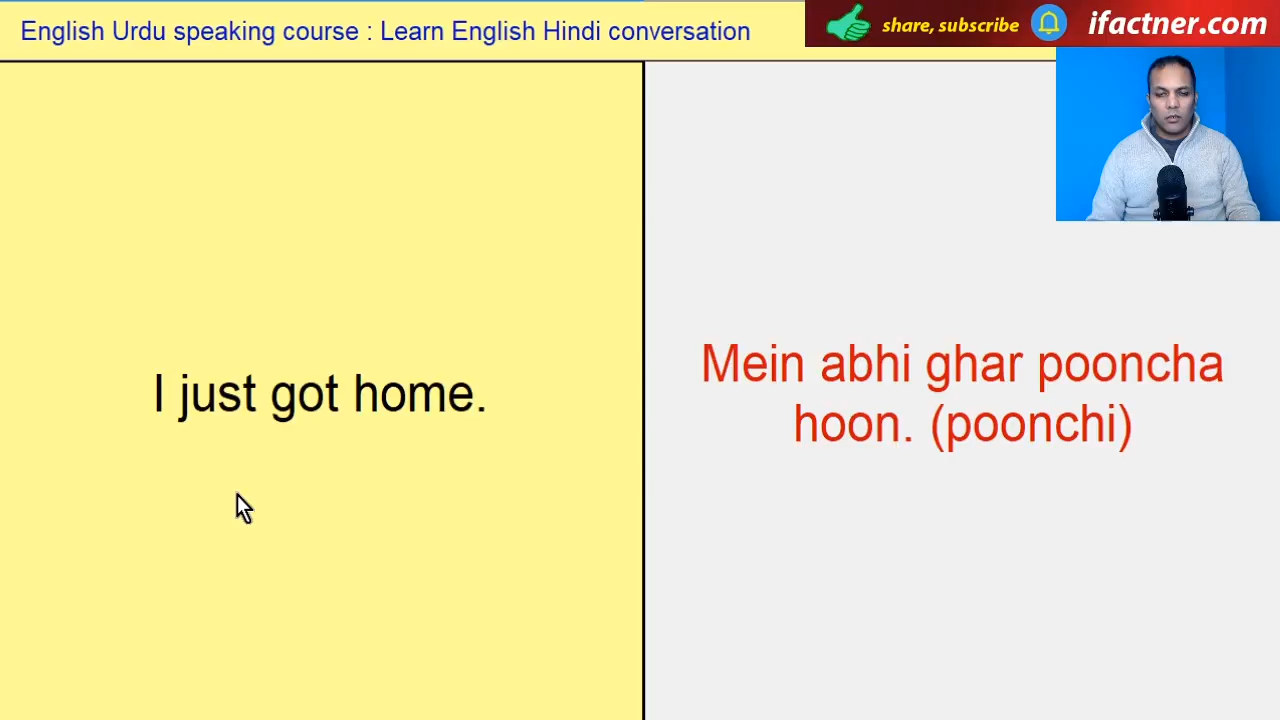 English Urdu speaking course : Learn English Hindi conversation
share, subscribe
ifactner.com
I just got home.
Mein abhi ghar pooncha
hoon. (poonchi)